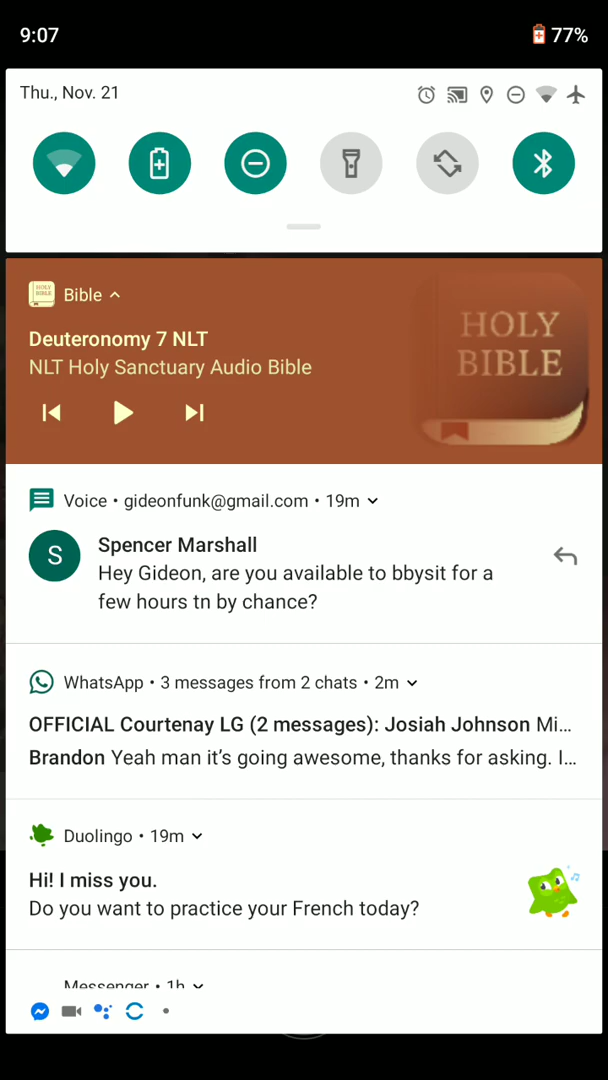 9:07
77%
Thu., Nov. 21
HOLY BIBLE
Bible
Deuteronomy 7 NLT
NLT Holy Sanctuary Audio Bible
HOLY
BIBLE
Voice • gideonfunk@gmail.com • 19m
S
Spencer Marshall
Hey Gideon, are you available to bbysit for a
few hours tn by chance?
WhatsApp • 3 messages from 2 chats • 2m
OFFICIAL Courtenay LG (2 messages): Josiah Johnson Mi...
Brandon Yeah man it's going awesome, thanks for asking. I...
Duolingo • 19m
Hi! I miss you.
Do you want to practice your French today?
Messenger • 1h